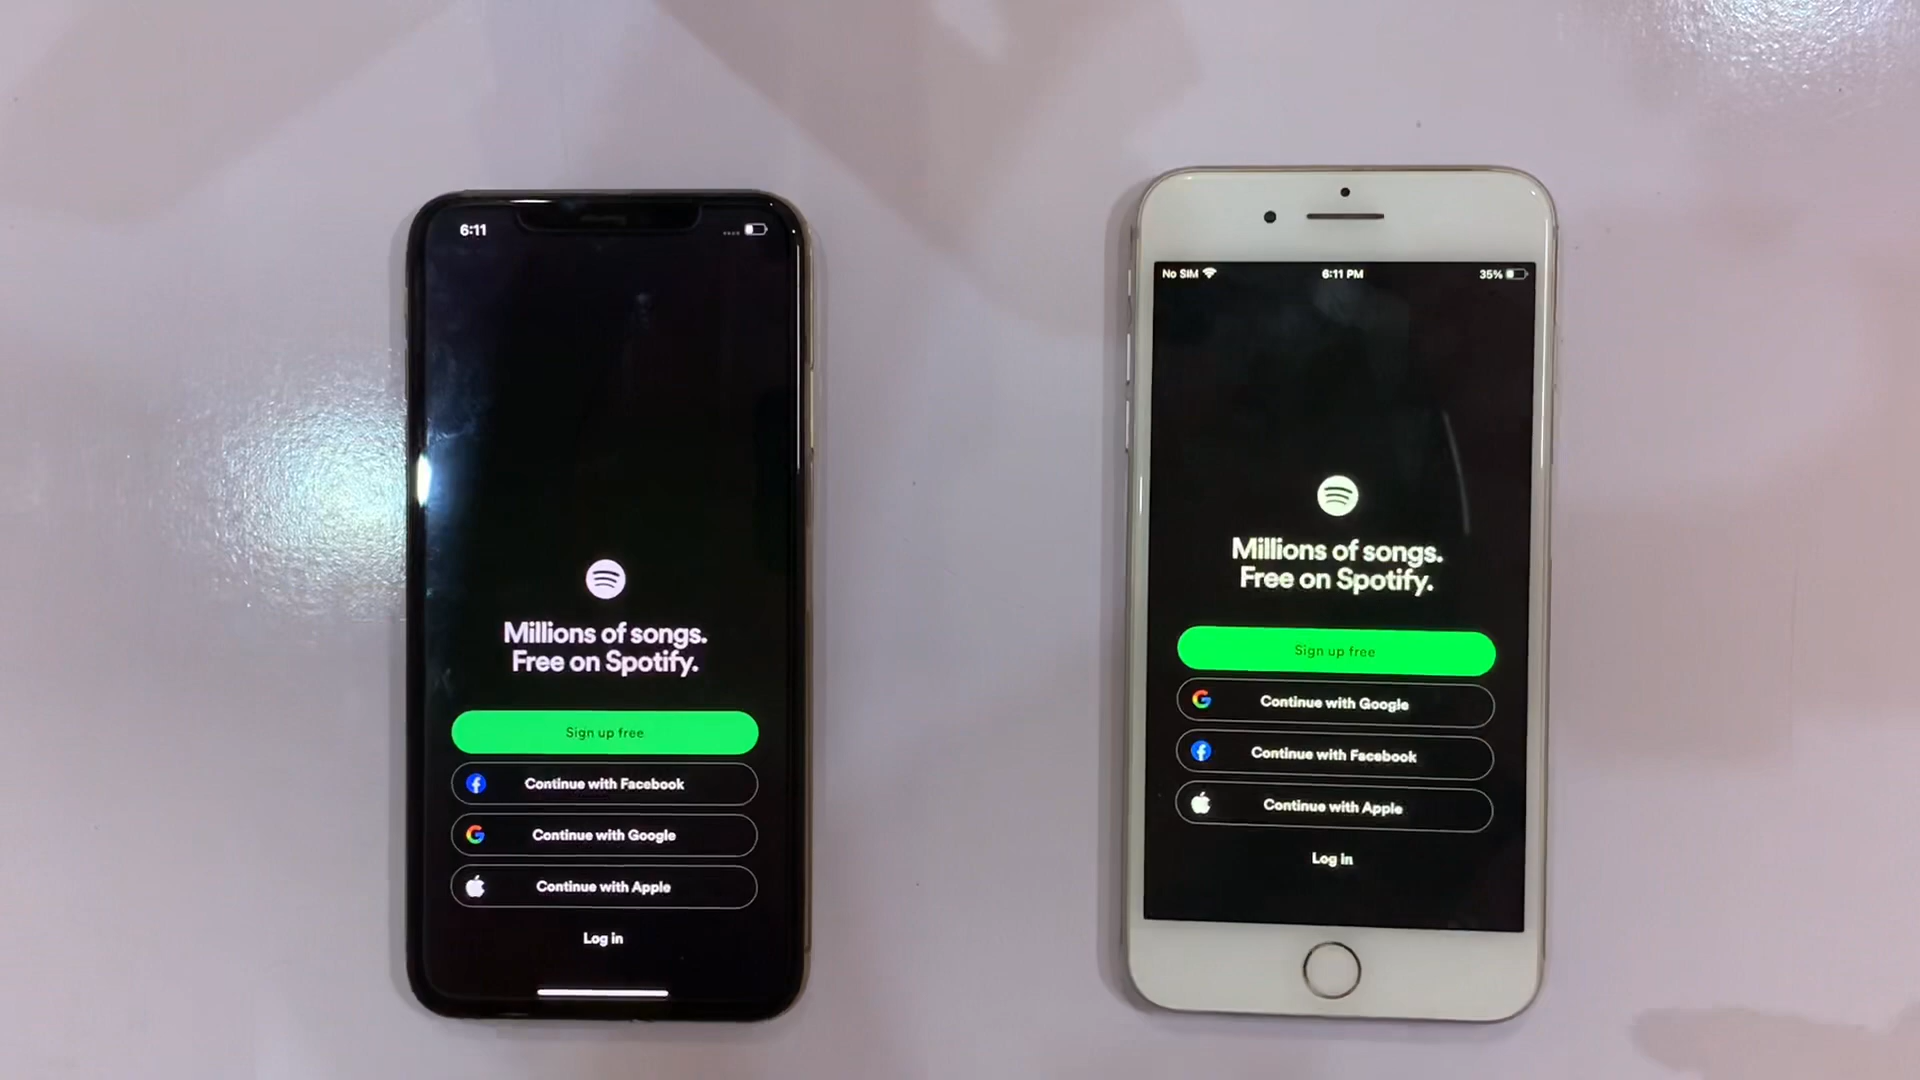 6:11
Millions of songs.
Free on Spotify.
Sign up free
Continue with Facebook
Continue with Google
Continue with Apple
Log in
No SIM 6:11 PM 35%
Millions of songs.
Free on Spotify.
Sign up free
Continue with Google
Continue with Facebook
Continue with Apple
Log in